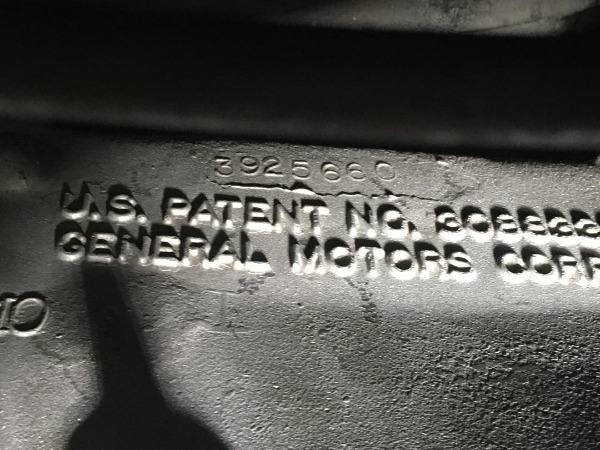 3925660
U.S. PATENT NO.
GENERAL MOTORS CORP